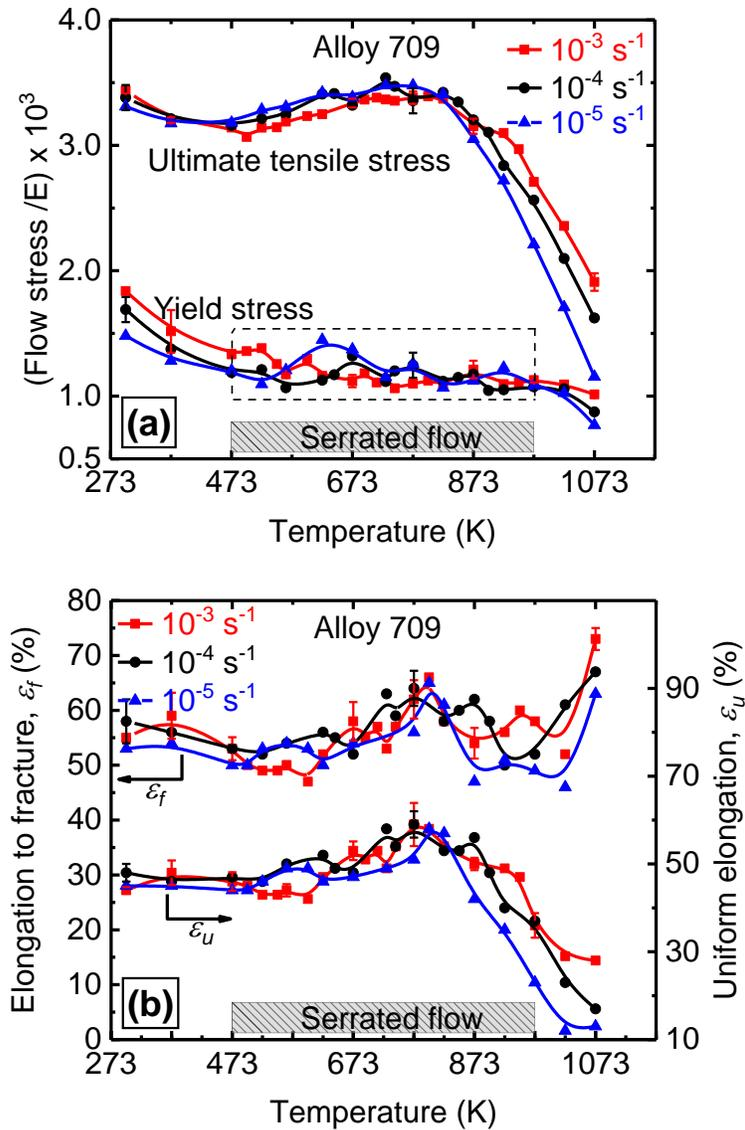 4.0
Alloy 709
10⁻³ s⁻¹
10⁻⁴ s⁻¹
10⁻⁵ s⁻¹
3.0
Ultimate tensile stress
(Flow stress /E) x 10³
2.0
Yield stress
1.0
(a)
Serrated flow
0.5
273 473 673 873 1073
Temperature (K)
80
10⁻³ s⁻¹
Alloy 709
70
10⁻⁴ s⁻¹
10⁻⁵ s⁻¹
60
90
50
70
εf
Elongation to fracture, εf (%)
Uniform elongation, εu (%)
40
50
30
εu
20
30
10
(b)
Serrated flow
0
10
273 473 673 873 1073
Temperature (K)